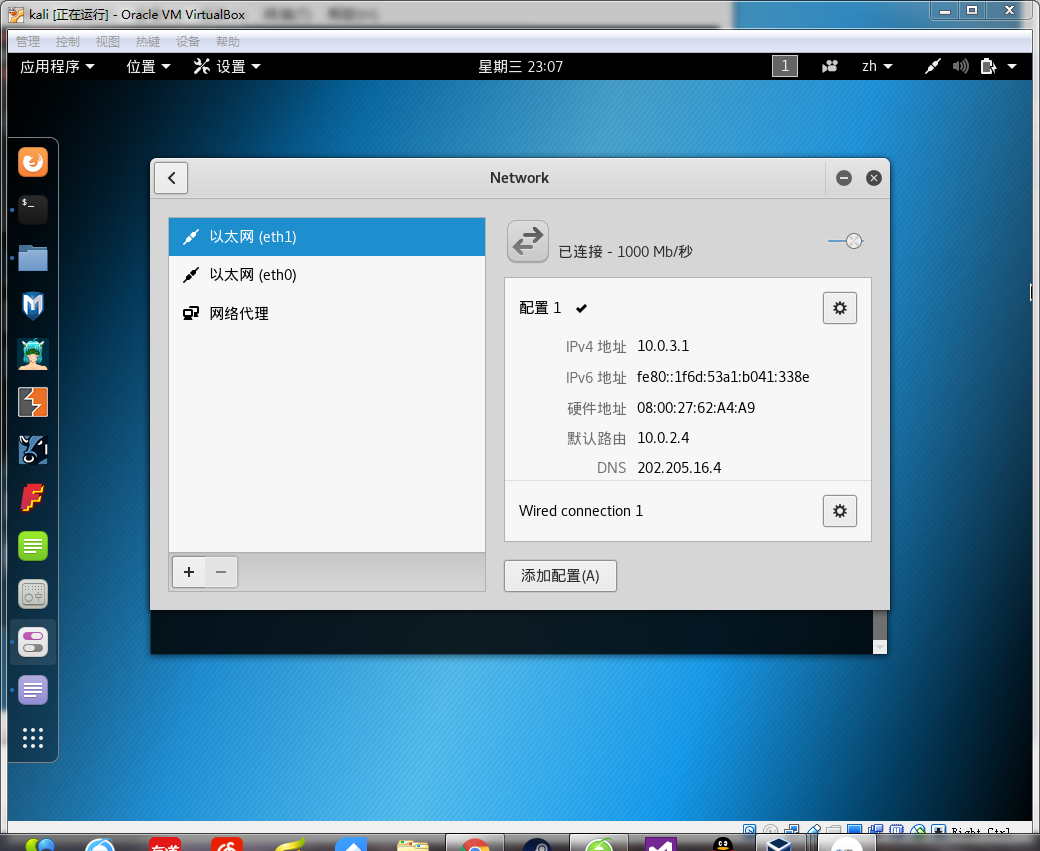 kali [正在运行] - Oracle VM VirtualBox
管理 控制 视图 热键 设备 帮助
应用程序 位置 设置 星期三 23:07 1 zh
Network
以太网 (eth1)
以太网 (eth0)
网络代理
已连接 - 1000 Mb/秒
配置 1
IPv4 地址 10.0.3.1
IPv6 地址 fe80::1f6d:53a1:b041:338e
硬件地址 08:00:27:62:A4:A9
默认路由 10.0.2.4
DNS 202.205.16.4
Wired connection 1
添加配置(A)
Right Ctrl